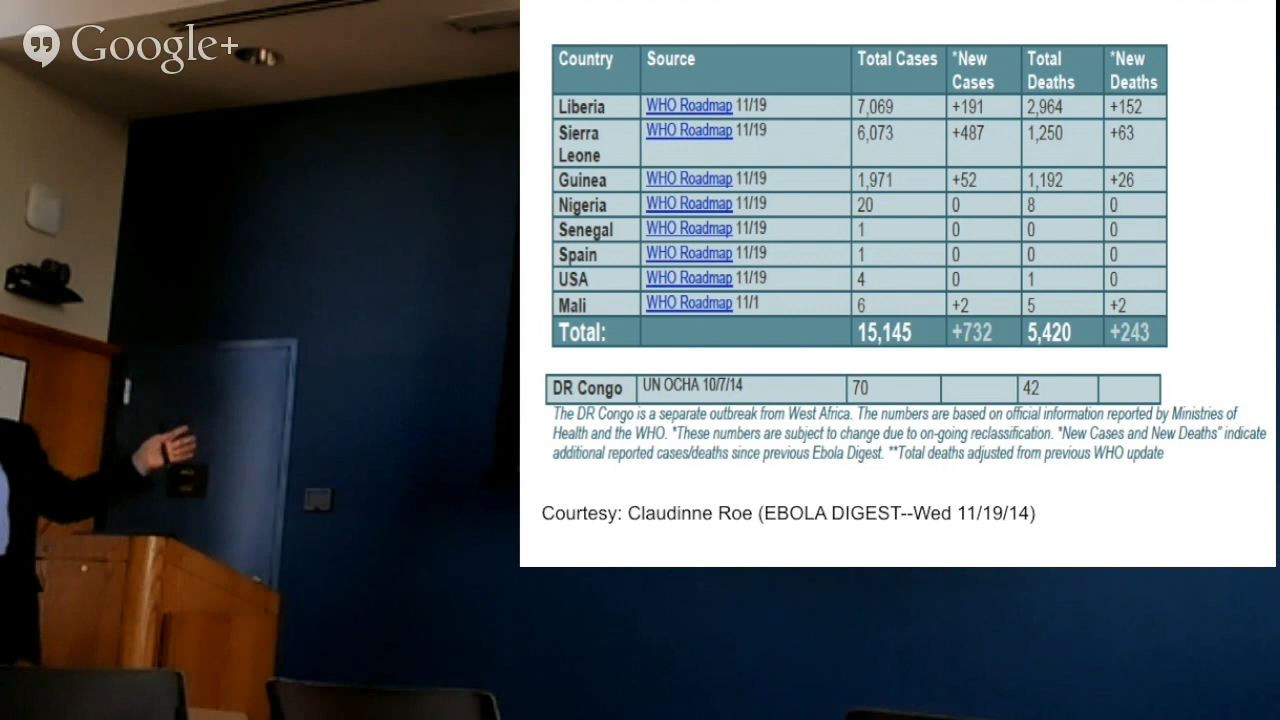 Google+
Country Source Total Cases *New Cases Total Deaths *New Deaths
Liberia WHO Roadmap 11/19 7,069 +191 2,964 +152
Sierra Leone WHO Roadmap 11/19 6,073 +487 1,250 +63
Guinea WHO Roadmap 11/19 1,971 +52 1,192 +26
Nigeria WHO Roadmap 11/19 20 0 8 0
Senegal WHO Roadmap 11/19 1 0 0 0
Spain WHO Roadmap 11/19 1 0 0 0
USA WHO Roadmap 11/19 4 0 1 0
Mali WHO Roadmap 11/1 6 +2 5 +2
Total: 15,145 +732 5,420 +243
DR Congo UN OCHA 10/7/14 70 42
The DR Congo is a separate outbreak from West Africa. The numbers are based on official information reported by Ministries of
Health and the WHO. *These numbers are subject to change due to on-going reclassification. *New Cases and New Deaths" indicate
additional reported cases/deaths since previous Ebola Digest. **Total deaths adjusted from previous WHO update
Courtesy: Claudinne Roe (EBOLA DIGEST--Wed 11/19/14)